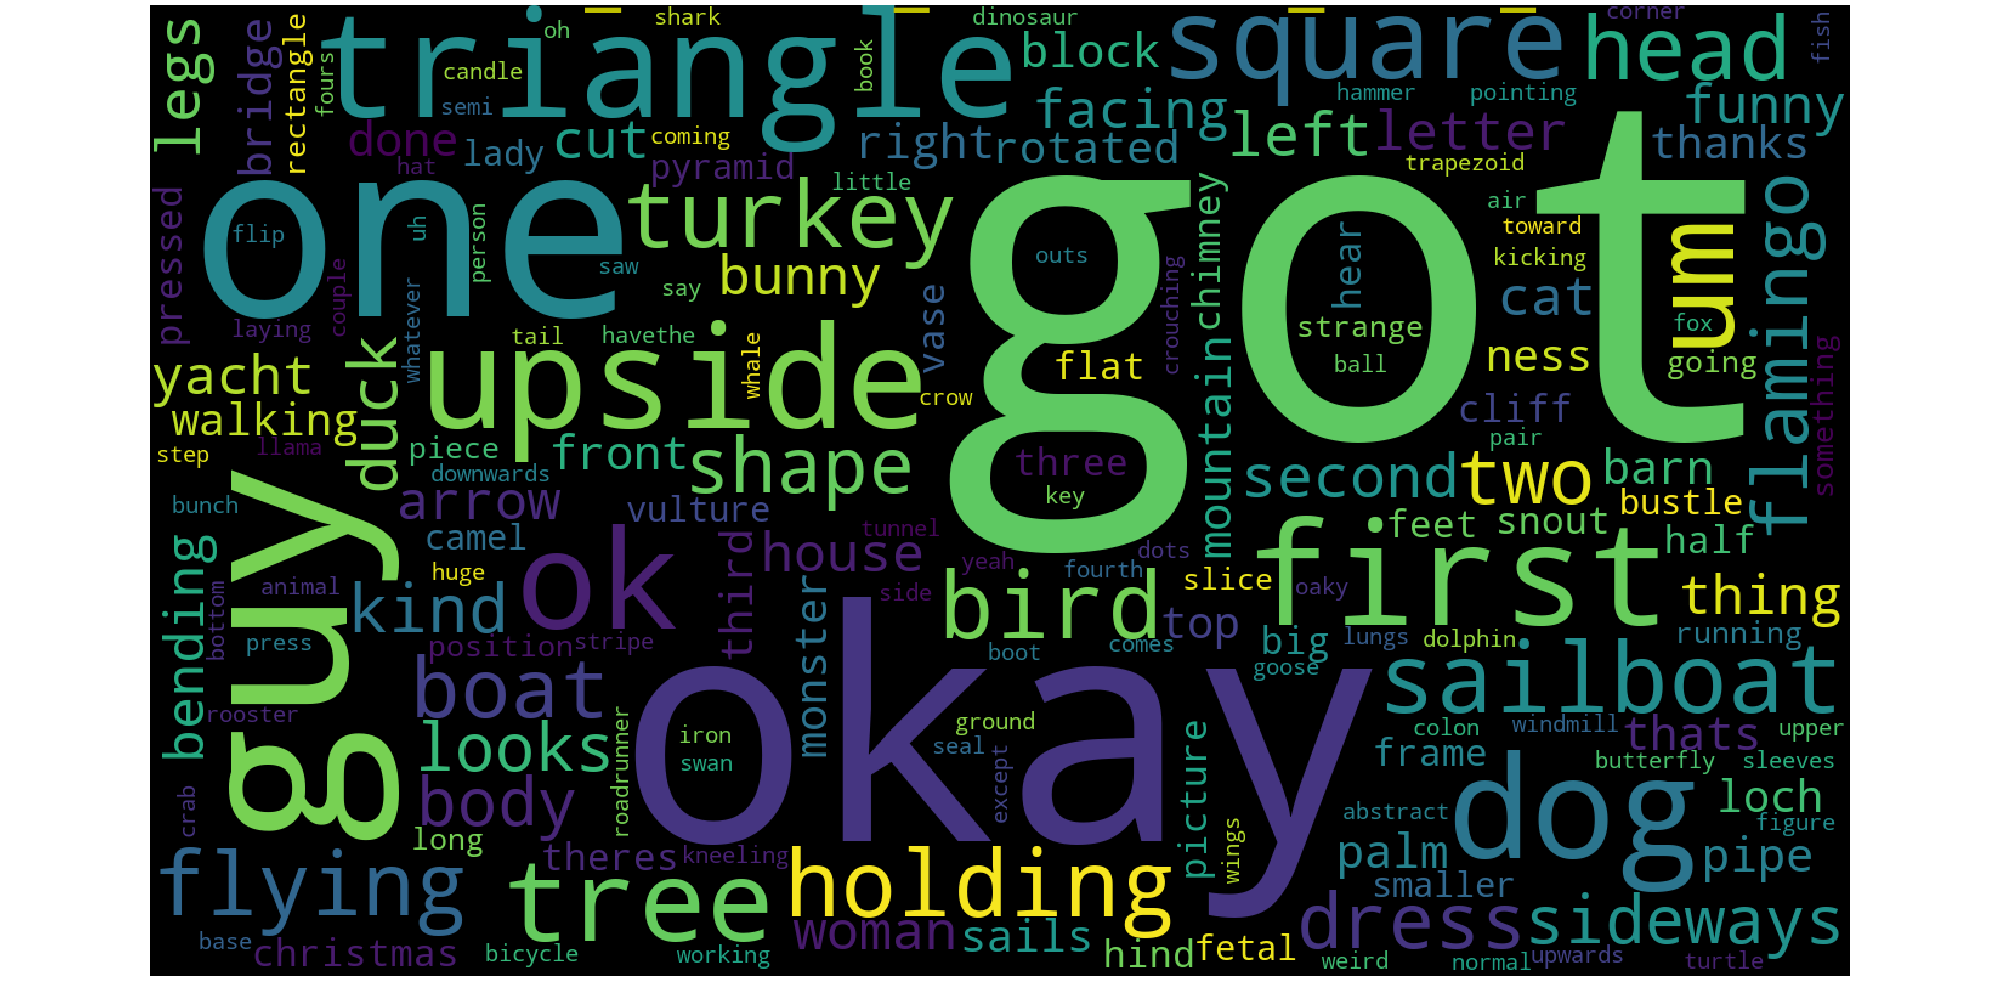 legs
bridge
rectangle
fours
triangle
oh
candle
semi
shark
book
dinosaur
block
square
head
corner
fish
hammer
pointing
funny
facing
done
hat
lady
cut
coming
pyramid
right
rotated
left
letter
thanks
trapezoid
pressed
one
flip
uh
person
turkey
little
saw
say
bunny
got
outs
crouching
chimney
hear
strange
ball
air
toward
kicking
cat
um
fox
flamingo
laying
couple
whatever
tail
havethe
vase
flat
ness
going
something
yacht
walking
duck
upside
whale
crow
mountain
cliff
pair
step
llama
piece
downwards
front
shape
three
key
second
two
barn
bustle
bunch
arrow
vulture
tunnel
dots
feet
snout
half
bending
guy
camel
ok
third
house
yeah
fourth
slice
oaky
first
thing
bottom
animal
huge
kind
monster
side
bird
top
press
position
stripe
boot
comes
big
lungs
dolphin
running
goose
rooster
boat
okay
sailboat
looks
roadrunner
iron
swan
ground
seal
except
picture
colon
windmill
thats
upper
frame
butterfly
sleeves
crab
body
dog
loch
abstract
figure
long
theres
kneeling
wings
palm
pipe
flying
tree
holding
smaller
base
christmas
bicycle
working
woman
sails
hind
fetal
dress
sideways
weird
normal
upwards
turtle